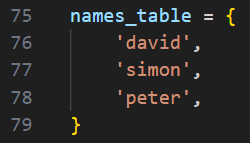 75 names_table = {
76     'david',
77     'simon',
78     'peter',
79 }